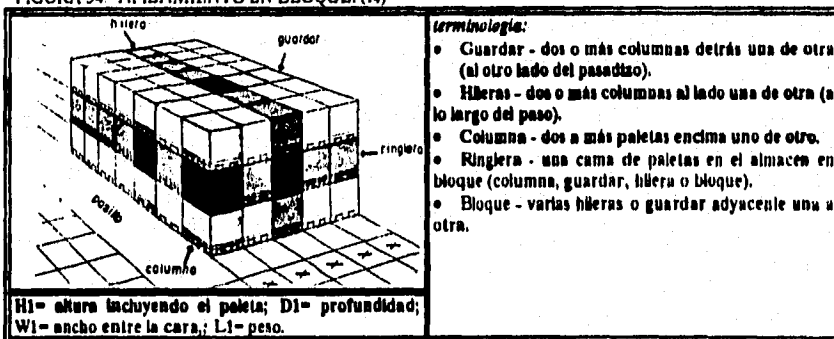 hilera
guardar
ringlera
pasillo
columna
H1= altura incluyendo el paleta; D1= profundidad;
W1= ancho entre la cara,; L1= peso.
terminología:
• Guardar - dos o más columnas detrás una de otra
(al otro lado del pasadizo).
• Hileras - dos o más columnas al lado una de otra (a
lo largo del paso).
• Columna - dos a más paletas encima uno de otro.
• Ringlera - una cama de paletas en el almacen en
bloque (columna, guardar, hilera o bloque).
• Bloque - varias hileras o guardar adyacente una a
otra.